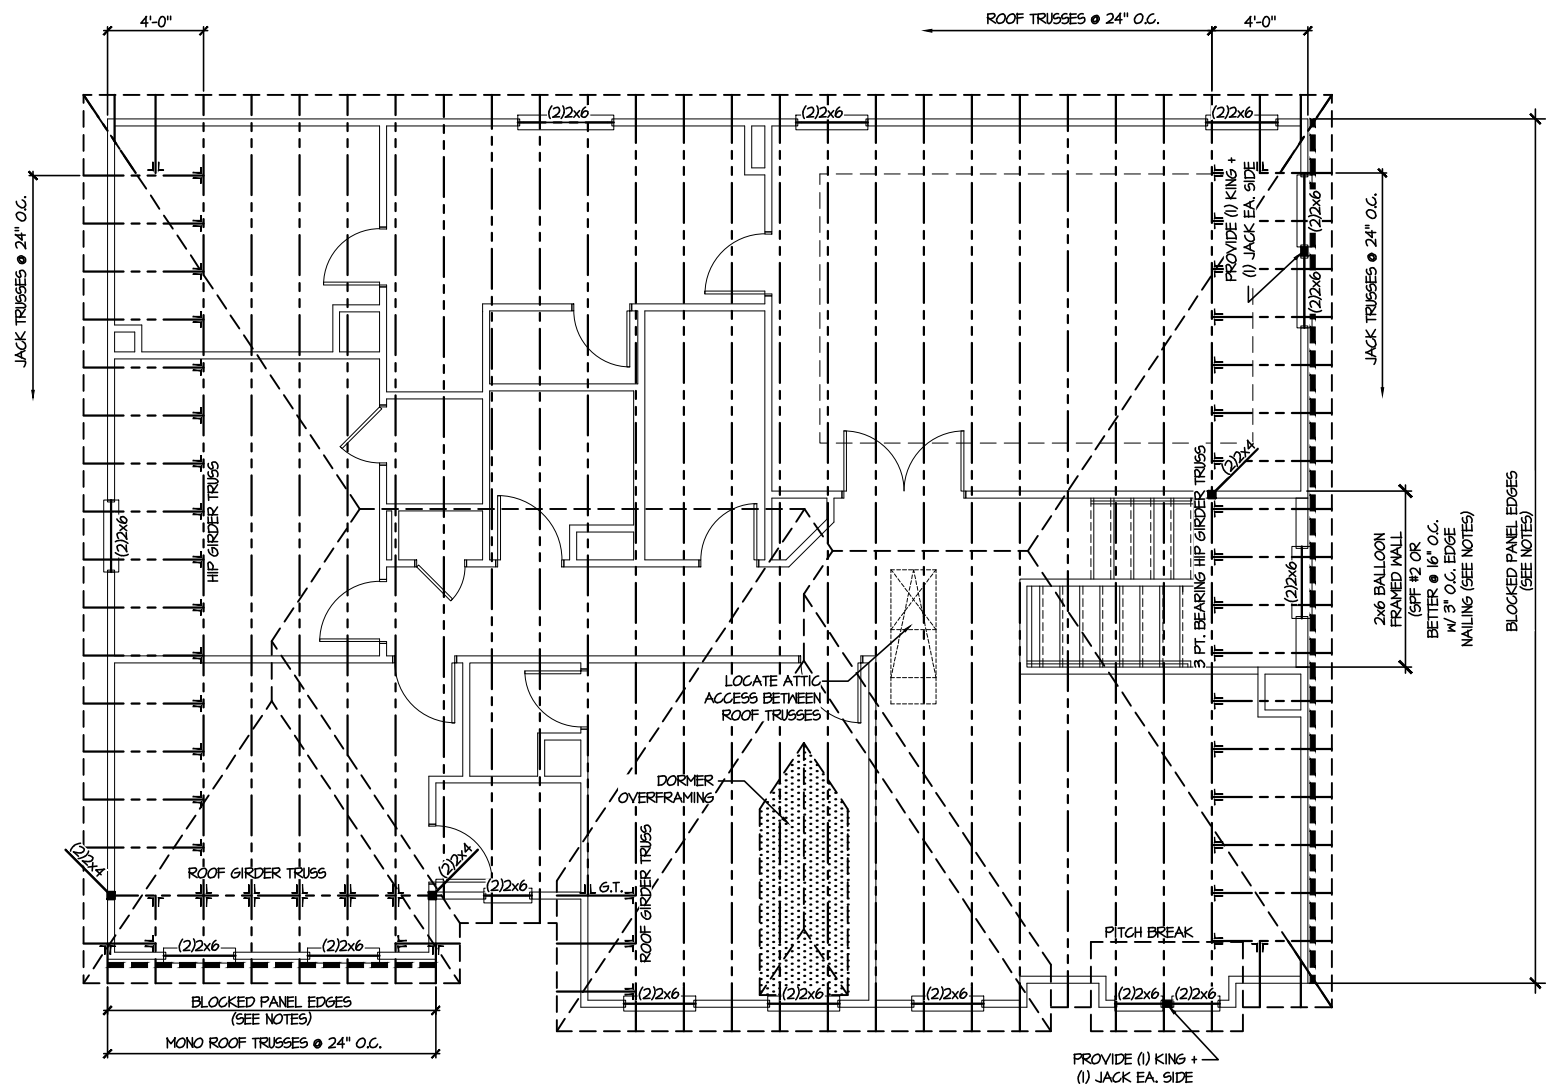 4'-0"
ROOF TRUSSES @ 24" O.C.
4'-0"
(2)2x6
(2)2x6
(2)2x6
JACK TRUSSES @ 24" O.C.
PROVIDE (1) KING +
(1) JACK EA. SIDE
(2)2x6
(2)2x6
JACK TRUSSES @ 24" O.C.
HIP GIRDER TRUSS
(2)2x6
(2)2x4
3 PT. BEARING HIP GIRDER TRUSS
(2)2x6
2x6 BALLOON
FRAMED WALL
(SPF #2 OR
BETTER @ 16" O.C.
W/ 3" O.C. EDGE
NAILING (SEE NOTES)
BLOCKED PANEL EDGES
(SEE NOTES)
LOCATE ATTIC
ACCESS BETWEEN
ROOF TRUSSES
DORMER
OVERFRAMING
ROOF GIRDER TRUSS
(2)2x4
ROOF GIRDER TRUSS
(2)2x4
(2)2x6
G.T.
(2)2x6
(2)2x6
PITCH BREAK
(2)2x6
(2)2x6
(2)2x6
(2)2x6
(2)2x6
BLOCKED PANEL EDGES
(SEE NOTES)
MONO ROOF TRUSSES @ 24" O.C.
PROVIDE (1) KING +
(1) JACK EA. SIDE